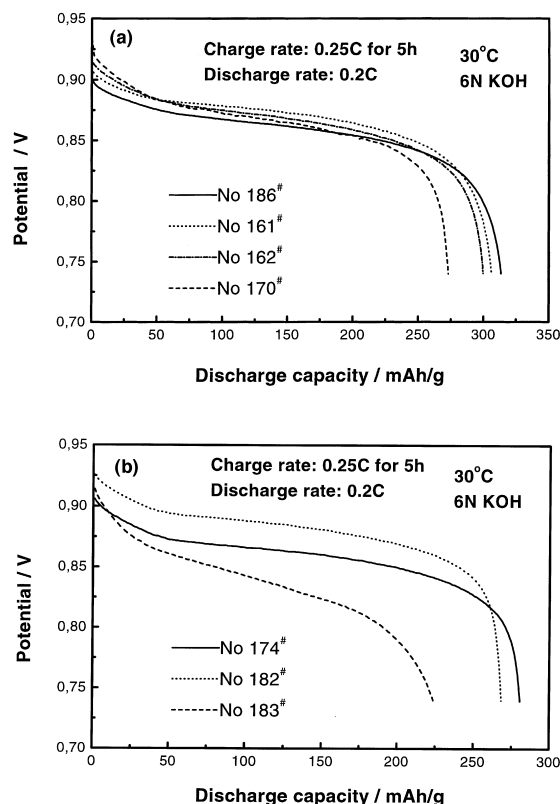 0,95
(a)
Charge rate: 0.25C for 5h
Discharge rate: 0.2C
30°C
6N KOH
0,90
0,85
0,80
0,75
0,70
Potential / V
No 186#
No 161#
No 162#
No 170#
0 50 100 150 200 250 300 350
Discharge capacity / mAh/g
0,95
(b)
Charge rate: 0.25C for 5h
Discharge rate: 0.2C
30°C
6N KOH
0,90
0,85
0,80
0,75
0,70
Potential / V
No 174#
No 182#
No 183#
0 50 100 150 200 250 300
Discharge capacity / mAh/g